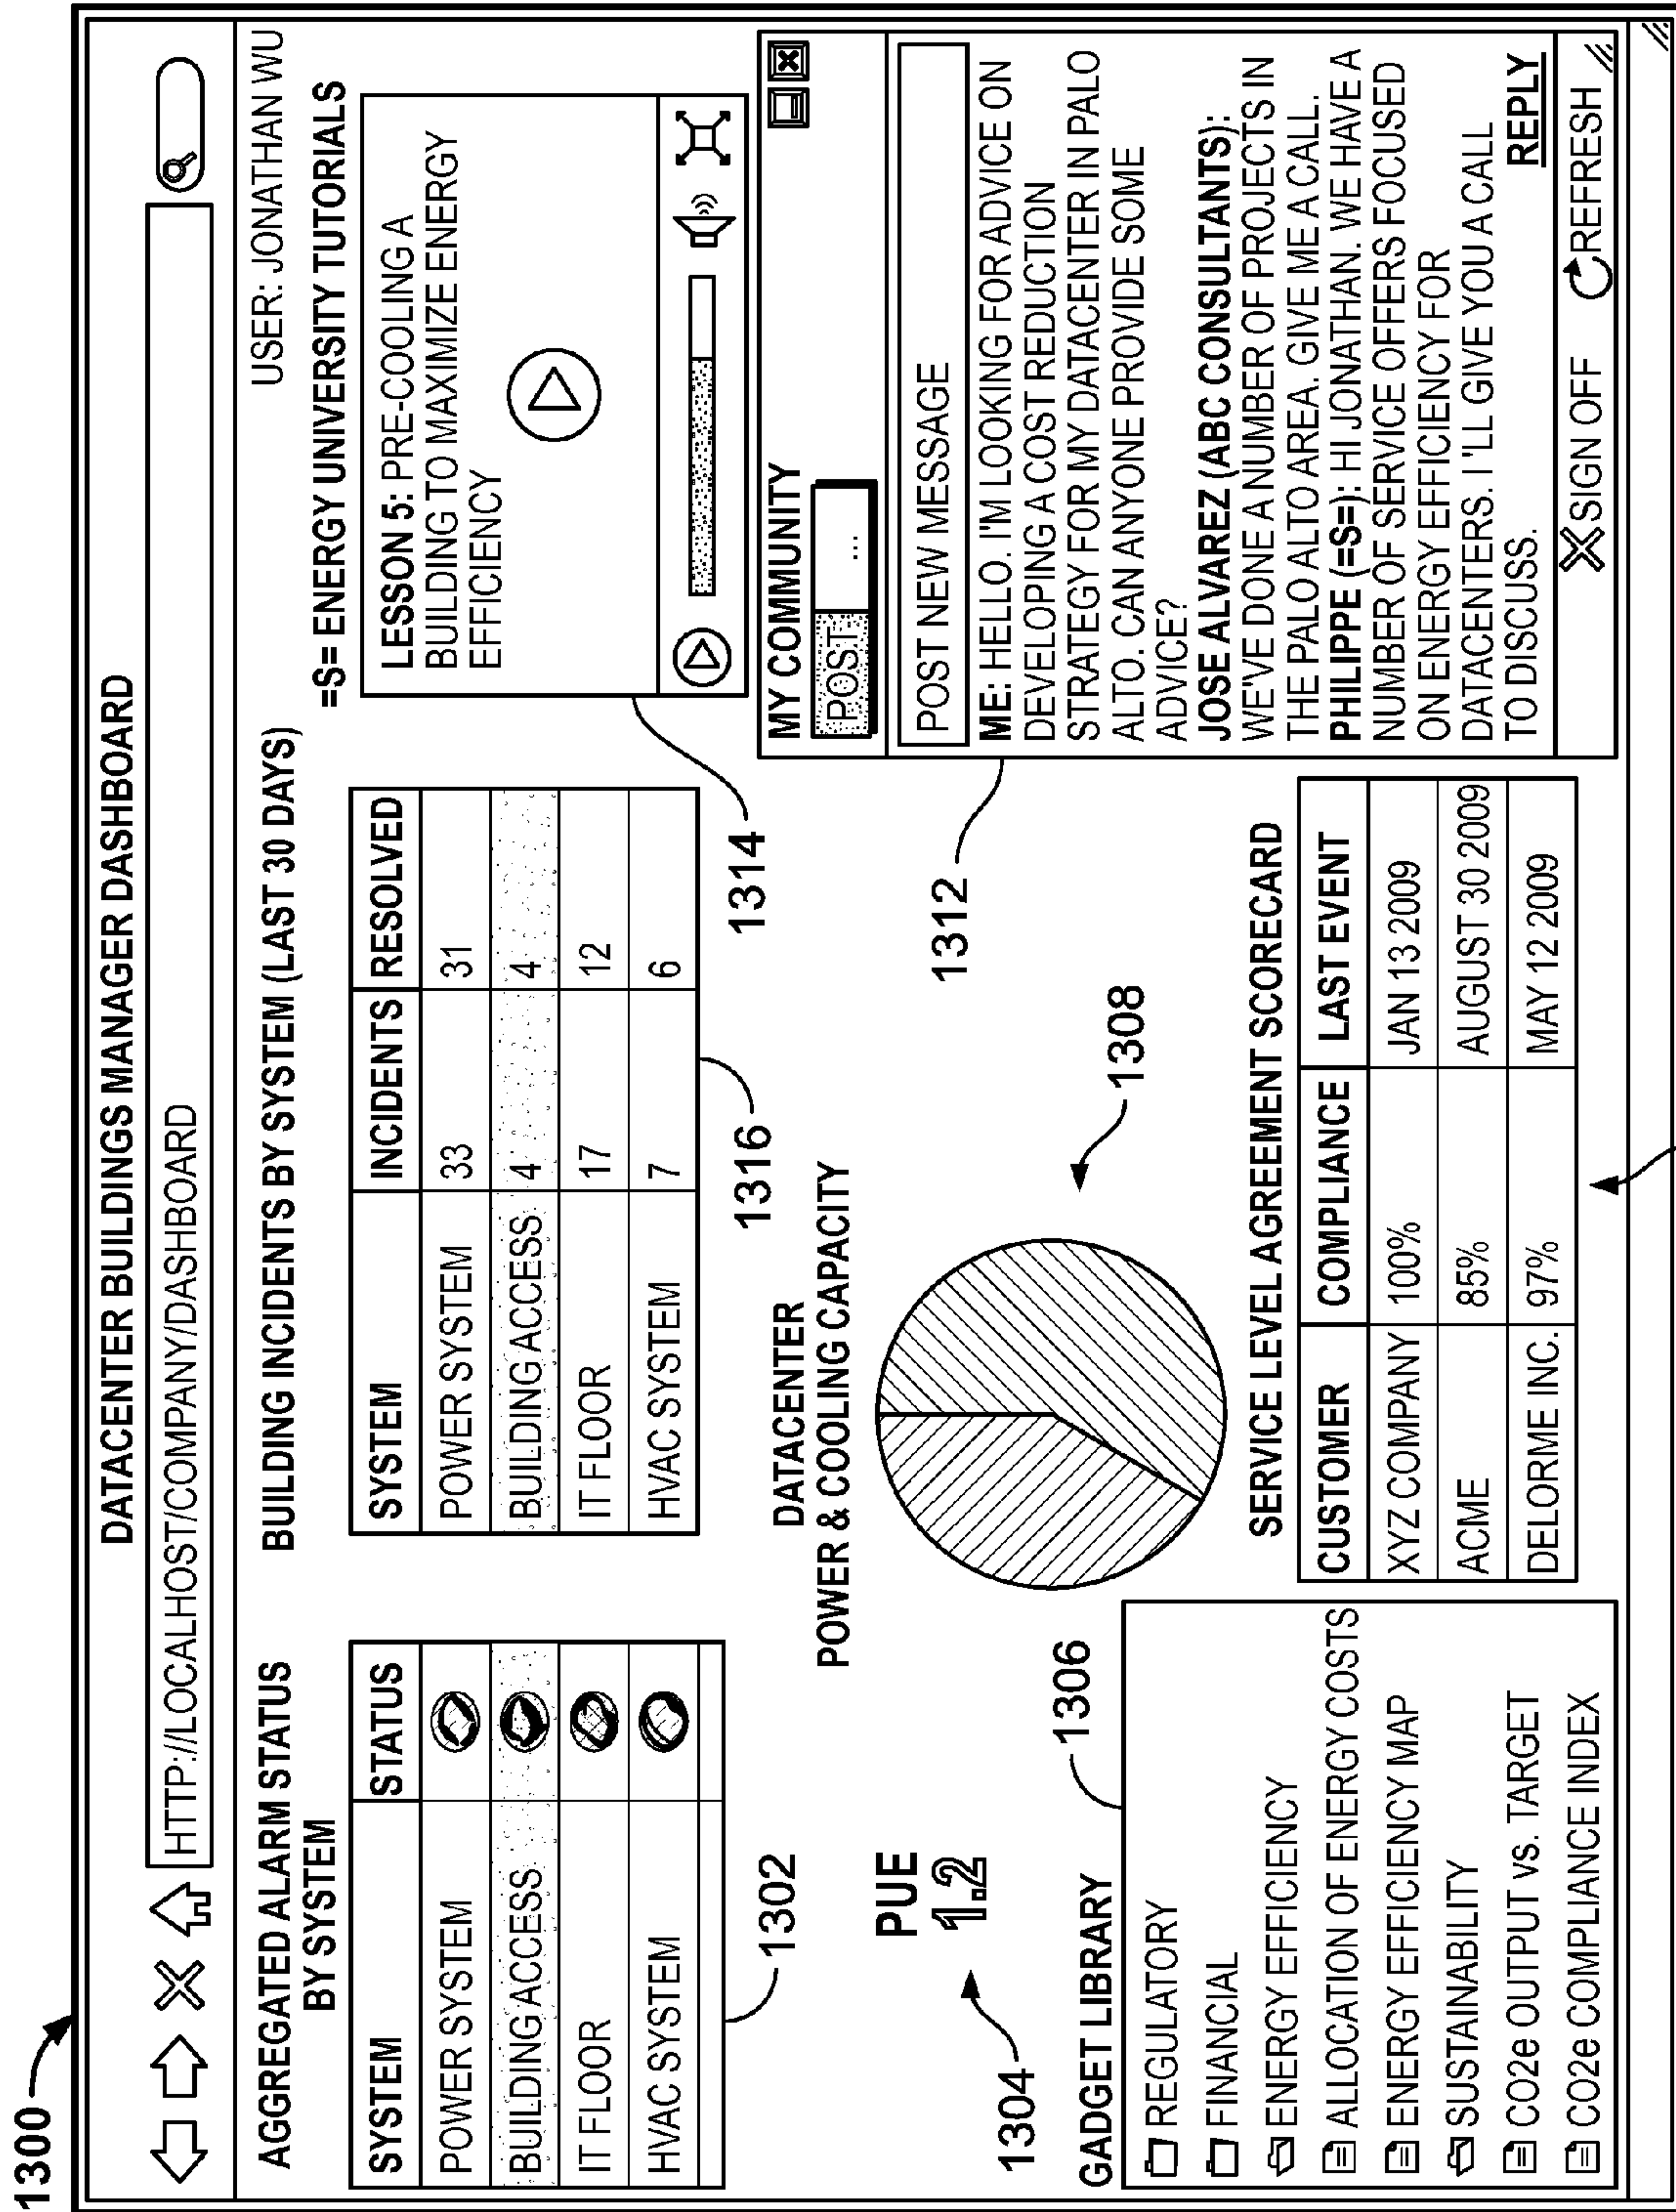 1300
DATACENTER BUILDINGS MANAGER DASHBOARD
HTTP://LOCALHOST/COMPANY/DASHBOARD
USER: JONATHAN WU
AGGREGATED ALARM STATUS
BY SYSTEM
SYSTEM STATUS
POWER SYSTEM
BUILDING ACCESS
IT FLOOR
HVAC SYSTEM
1302
BUILDING INCIDENTS BY SYSTEM (LAST 30 DAYS)
SYSTEM INCIDENTS RESOLVED
POWER SYSTEM 33 31
BUILDING ACCESS 4 4
IT FLOOR 17 12
HVAC SYSTEM 7 6
1316
=S= ENERGY UNIVERSITY TUTORIALS
LESSON 5: PRE-COOLING A
BUILDING TO MAXIMIZE ENERGY
EFFICIENCY
1314
PUE
1.2
1304
DATACENTER
POWER & COOLING CAPACITY
1308
MY COMMUNITY
POST ...
POST NEW MESSAGE
ME: HELLO. I'M LOOKING FOR ADVICE ON
DEVELOPING A COST REDUCTION
STRATEGY FOR MY DATACENTER IN PALO
ALTO. CAN ANYONE PROVIDE SOME
ADVICE?
JOSE ALVAREZ (ABC CONSULTANTS):
WE'VE DONE A NUMBER OF PROJECTS IN
THE PALO ALTO AREA. GIVE ME A CALL.
PHILIPPE (=S=): HI JONATHAN. WE HAVE A
NUMBER OF SERVICE OFFERS FOCUSED
ON ENERGY EFFICIENCY FOR
DATACENTERS. I'LL GIVE YOU A CALL
TO DISCUSS.
REPLY
SIGN OFF REFRESH
1312
GADGET LIBRARY
1306
REGULATORY
FINANCIAL
ENERGY EFFICIENCY
ALLOCATION OF ENERGY COSTS
ENERGY EFFICIENCY MAP
SUSTAINABILITY
CO2e OUTPUT vs. TARGET
CO2e COMPLIANCE INDEX
SERVICE LEVEL AGREEMENT SCORECARD
CUSTOMER COMPLIANCE LAST EVENT
XYZ COMPANY 100% JAN 13 2009
ACME 85% AUGUST 30 2009
DELORME INC. 97% MAY 12 2009